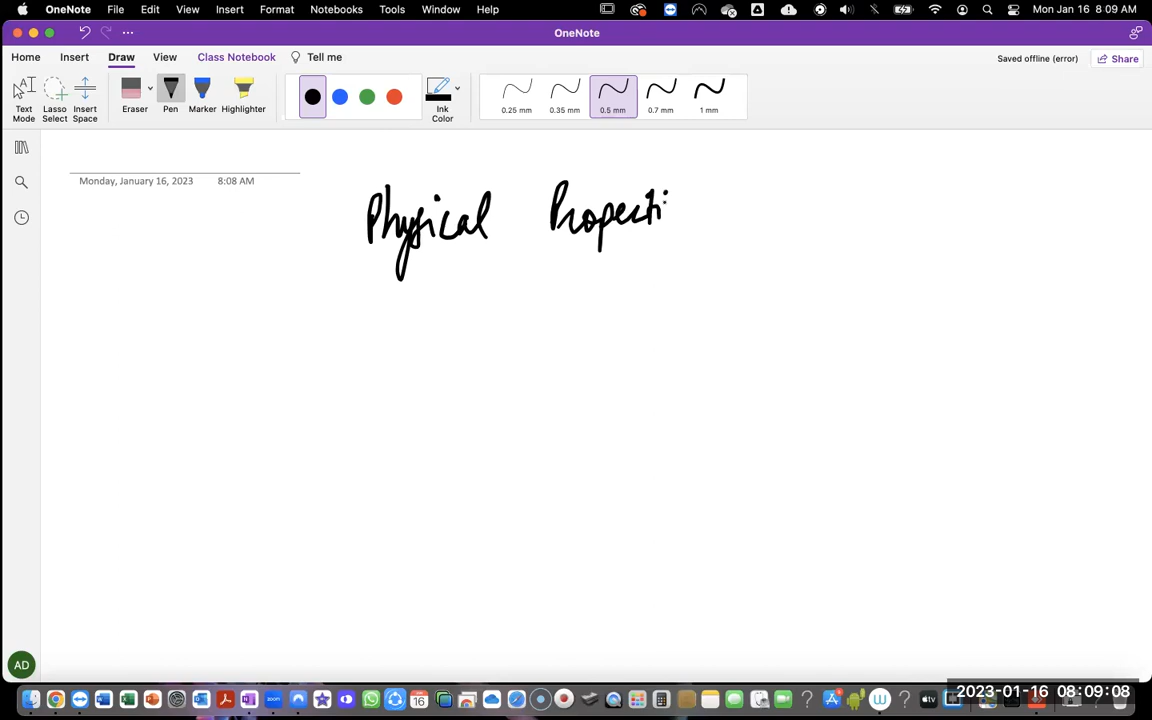 OneNote File Edit View Insert Format Notebooks Tools Window Help Mon Jan 16 8:09 AM
OneNote
Home Insert Draw View Class Notebook Tell me Saved offline (error) Share
Text Mode Lasso Select Insert Space Eraser Pen Marker Highlighter Ink Color 0.25 mm 0.35 mm 0.5 mm 0.7 mm 1 mm
Monday, January 16, 2023 8:08 AM
Physical Properti
AD
2023-01-16 08:09:08